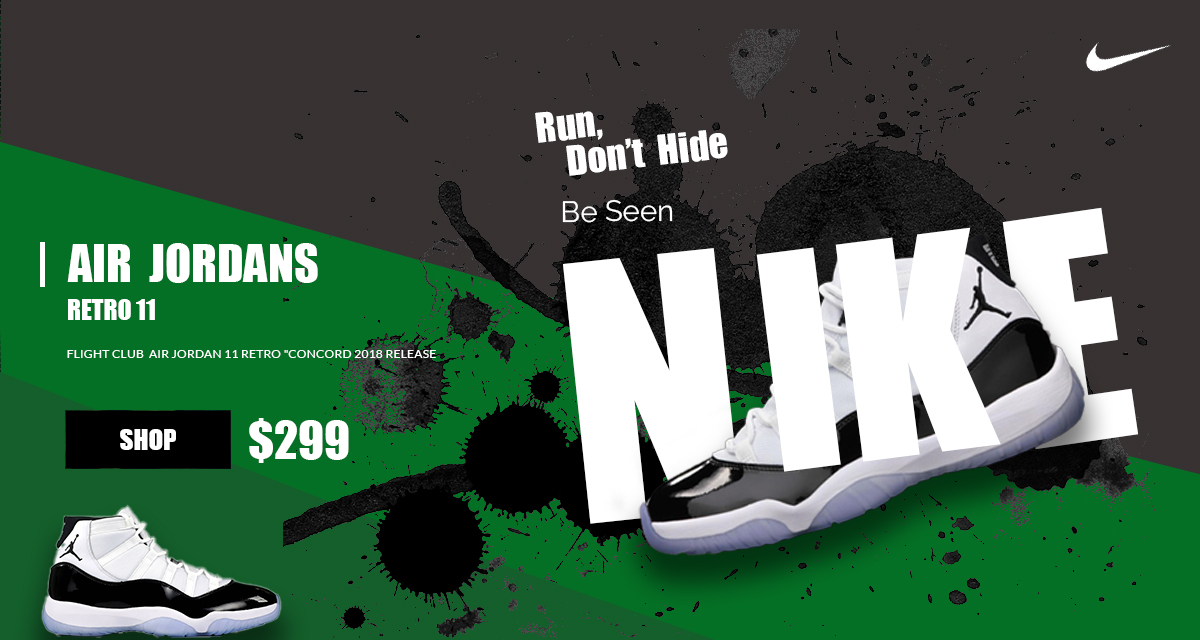 Run,
Don't Hide
Be Seen
NIKE
AIR JORDANS
RETRO 11
FLIGHT CLUB AIR JORDAN 11 RETRO "CONCORD 2018 RELEASE
SHOP
$299